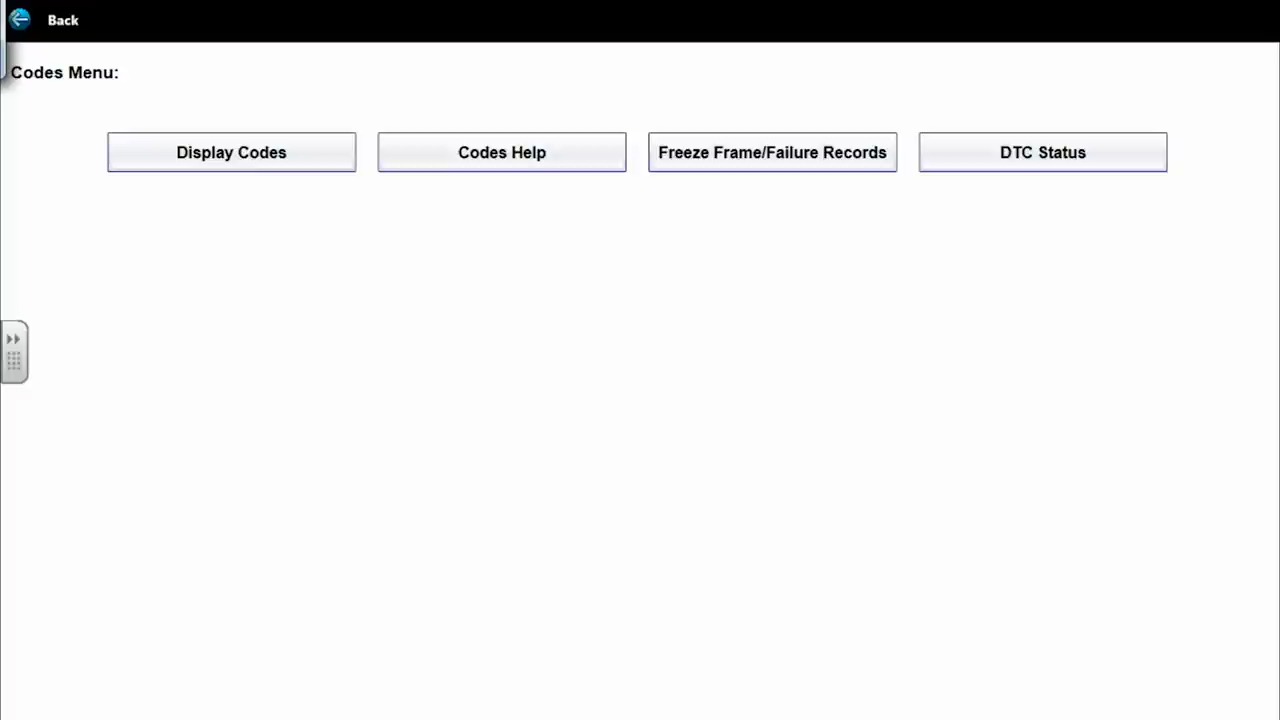 Back
Codes Menu:
Display Codes
Codes Help
Freeze Frame/Failure Records
DTC Status